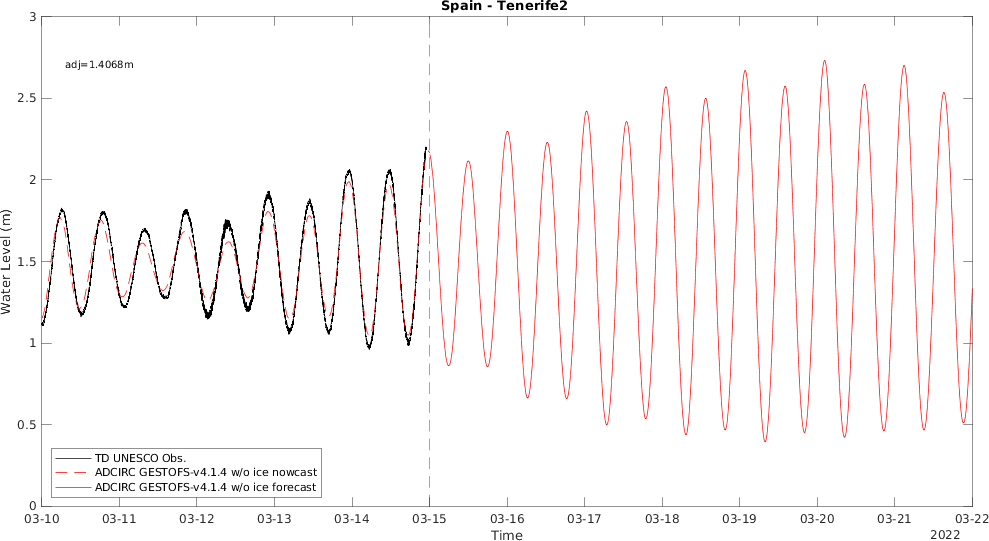 Spain - Tenerife2
adj=1.4068m
3
2.5
2
1.5
1
0.5
0
Water Level (m)
TD UNESCO Obs.
ADCIRC GESTOFS-v4.1.4 w/o ice nowcast
ADCIRC GESTOFS-v4.1.4 w/o ice forecast
03-10 03-11 03-12 03-13 03-14 03-15 03-16 03-17 03-18 03-19 03-20 03-21 03-22
Time
2022